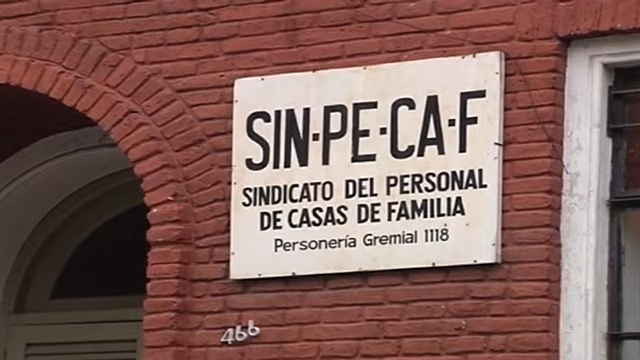 SIN·PE·CA·F
SINDICATO DEL PERSONAL
DE CASAS DE FAMILIA
Personería Gremial 1118
466